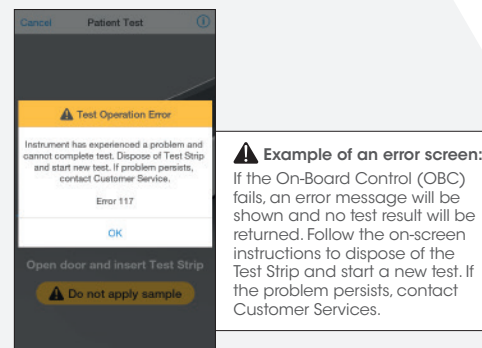 Cancel Patient Test
Test Operation Error
Instrument has experienced a problem and
cannot complete test. Dispose of Test Strip
and start new test. If problem persists,
contact Customer Service.
Error 117
OK
Open door and insert Test Strip
Do not apply sample
Example of an error screen:
If the On-Board Control (OBC)
fails, an error message will be
shown and no test result will be
returned. Follow the on-screen
instructions to dispose of the
Test Strip and start a new test. If
the problem persists, contact
Customer Services.